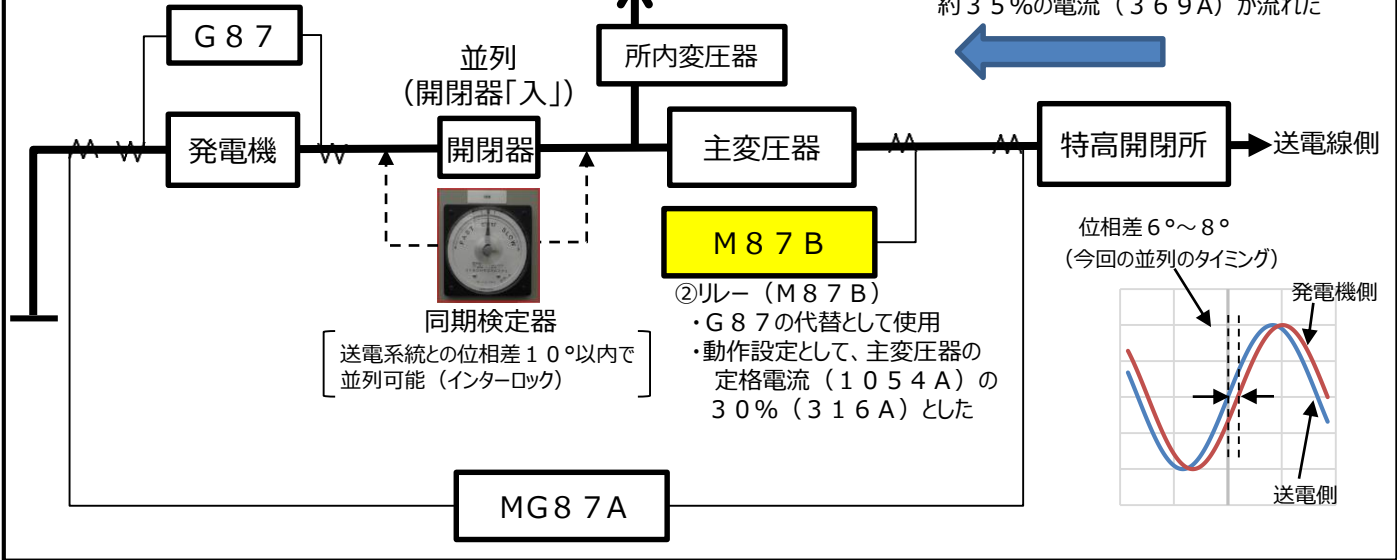 約３５％の電流（３６９A）が流れた
G８７
並列
（開閉器「入」）
所内変圧器
発電機
開閉器
主変圧器
特高開閉所
送電線側
M８７B
同期検定器
送電系統との位相差１０°以内で
並列可能（インターロック）
②リレー（M８７B）
・G８７の代替として使用
・動作設定として、主変圧器の
定格電流（１０５４A）の
３０％（３１６A）とした
位相差６°～８°
（今回の並列のタイミング）
発電機側
送電側
MG８７A
FAST
SLOW